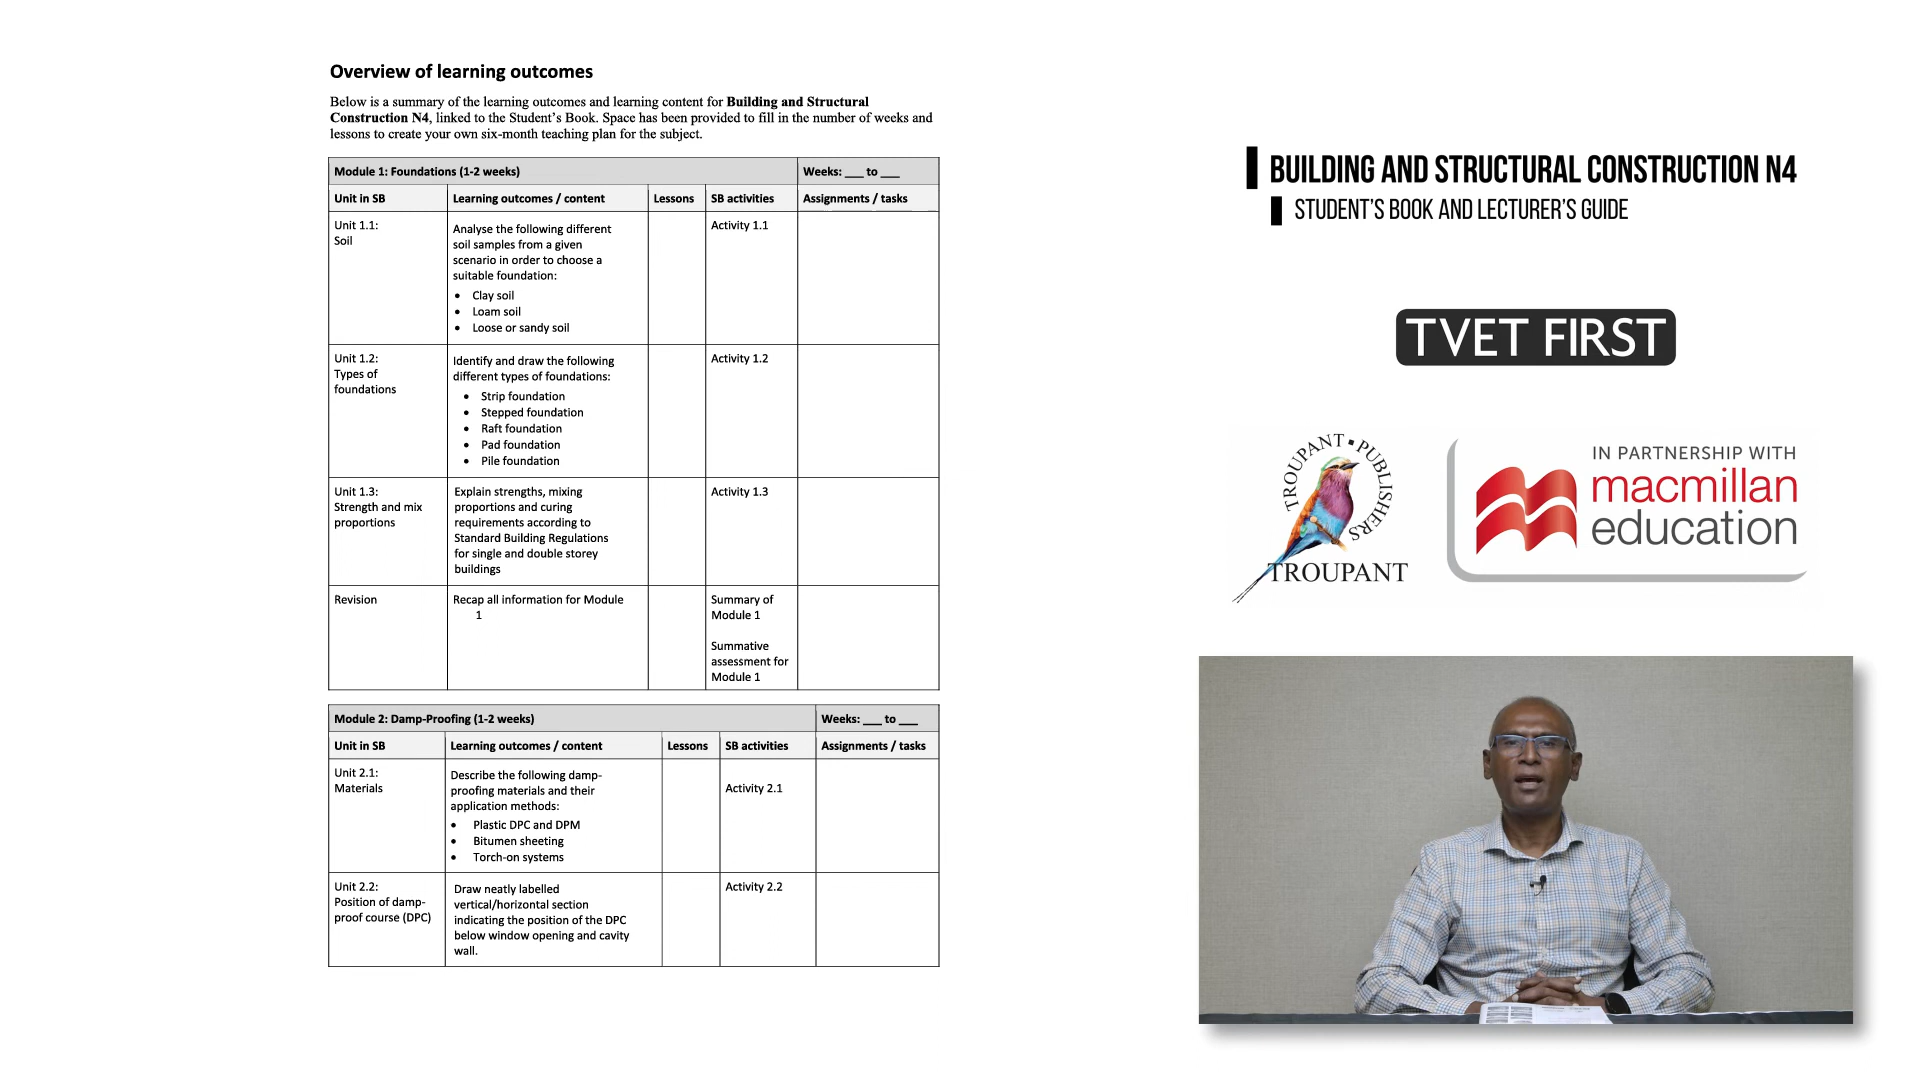 Overview of learning outcomes
Below is a summary of the learning outcomes and learning content for Building and Structural
Construction N4, linked to the Student's Book. Space has been provided to fill in the number of weeks and
lessons to create your own six-month teaching plan for the subject.
Module 1: Foundations (1-2 weeks) Weeks: ___ to ___
Unit in SB Learning outcomes / content Lessons SB activities Assignments / tasks
Unit 1.1:
Soil
Analyse the following different
soil samples from a given
scenario in order to choose a
suitable foundation:
• Clay soil
• Loam soil
• Loose or sandy soil
Activity 1.1
Unit 1.2:
Types of
foundations
Identify and draw the following
different types of foundations:
• Strip foundation
• Stepped foundation
• Raft foundation
• Pad foundation
• Pile foundation
Activity 1.2
Unit 1.3:
Strength and mix
proportions
Explain strengths, mixing
proportions and curing
requirements according to
Standard Building Regulations
for single and double storey
buildings
Activity 1.3
Revision
Recap all information for Module
1
Summary of
Module 1
Summative
assessment for
Module 1
Module 2: Damp-Proofing (1-2 weeks) Weeks: ___ to ___
Unit in SB Learning outcomes / content Lessons SB activities Assignments / tasks
Unit 2.1:
Materials
Describe the following damp-
proofing materials and their
application methods:
• Plastic DPC and DPM
• Bitumen sheeting
• Torch-on systems
Activity 2.1
Unit 2.2:
Position of damp-
proof course (DPC)
Draw neatly labelled
vertical/horizontal section
indicating the position of the DPC
below window opening and cavity
wall.
Activity 2.2
BUILDING AND STRUCTURAL CONSTRUCTION N4
STUDENT'S BOOK AND LECTURER'S GUIDE
TVET FIRST
TROUPANT • PUBLISHERS
TROUPANT
IN PARTNERSHIP WITH
macmillan
education